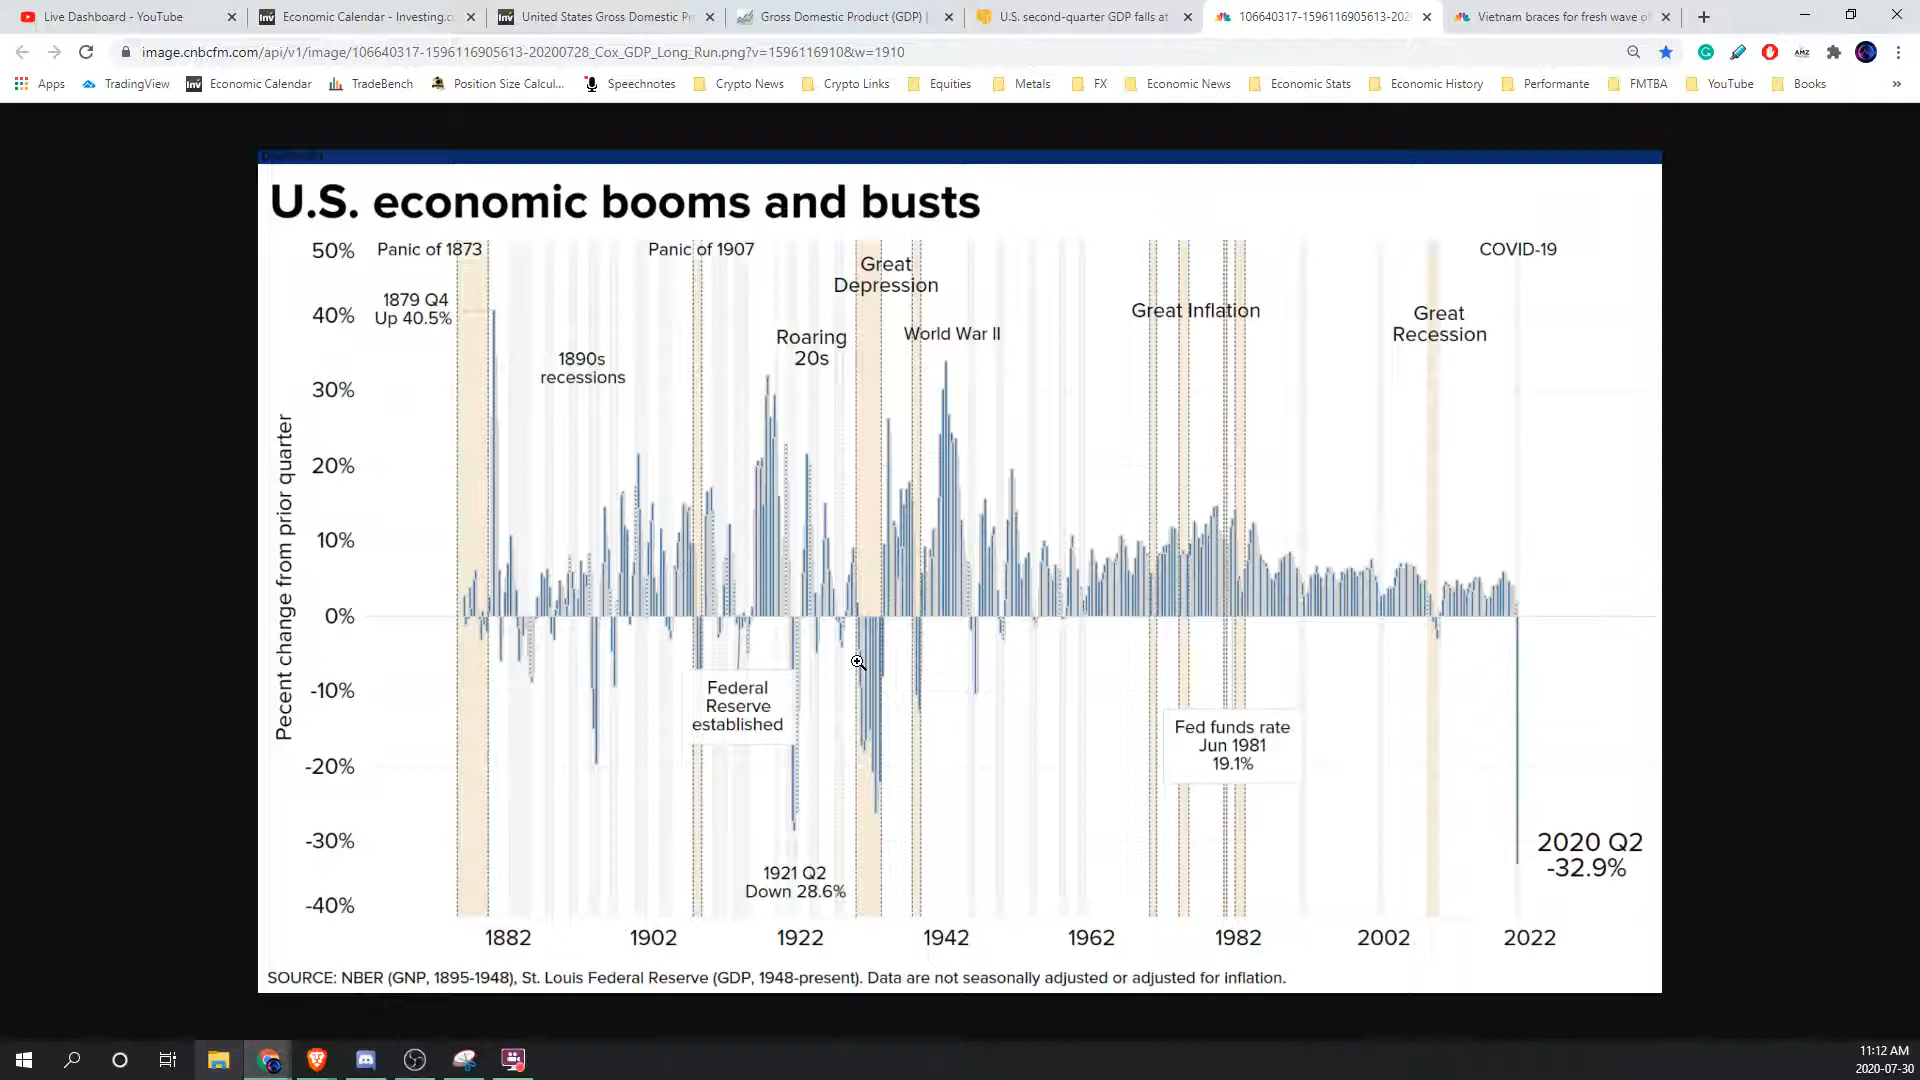 Live Dashboard - YouTube
Economic Calendar - Investing.c
United States Gross Domestic Pr
Gross Domestic Product (GDP) |
U.S. second-quarter GDP falls at
106640317-1596116905613-202
Vietnam braces for fresh wave of
image.cnbcfm.com/api/v1/image/106640317-1596116905613-20200728_Cox_GDP_Long_Run.png?v=1596116910&w=1910
Apps
TradingView
Economic Calendar
TradeBench
Position Size Calcul...
Speechnotes
Crypto News
Crypto Links
Equities
Metals
FX
Economic News
Economic Stats
Economic History
Performante
FMTBA
YouTube
Books
U.S. economic booms and busts
Pecent change from prior quarter
50%
40%
30%
20%
10%
0%
-10%
-20%
-30%
-40%
Panic of 1873
1879 Q4
Up 40.5%
1890s
recessions
Panic of 1907
Roaring
20s
Great
Depression
World War II
Great Inflation
Great
Recession
COVID-19
Federal
Reserve
established
1921 Q2
Down 28.6%
Fed funds rate
Jun 1981
19.1%
2020 Q2
-32.9%
1882
1902
1922
1942
1962
1982
2002
2022
SOURCE: NBER (GNP, 1895-1948), St. Louis Federal Reserve (GDP, 1948-present). Data are not seasonally adjusted or adjusted for inflation.
11:12 AM
2020-07-30